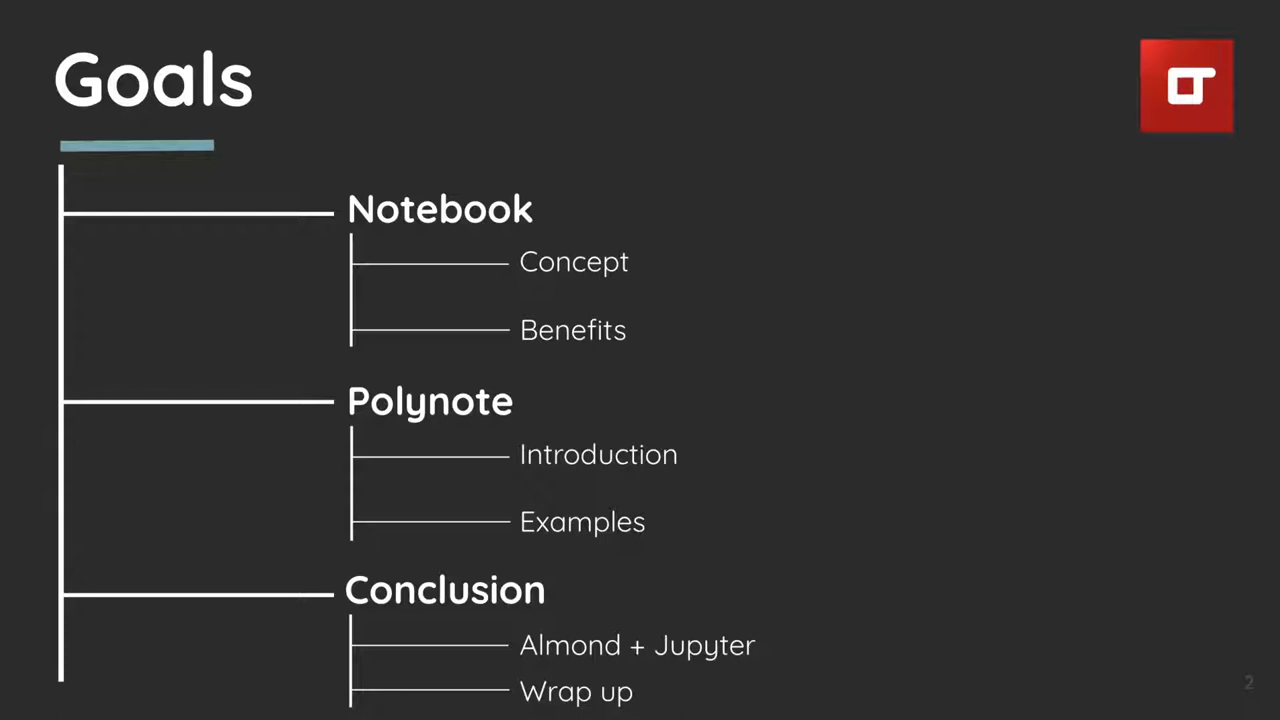 Goals
Notebook
Concept
Benefits
Polynote
Introduction
Examples
Conclusion
Almond + Jupyter
Wrap up
2